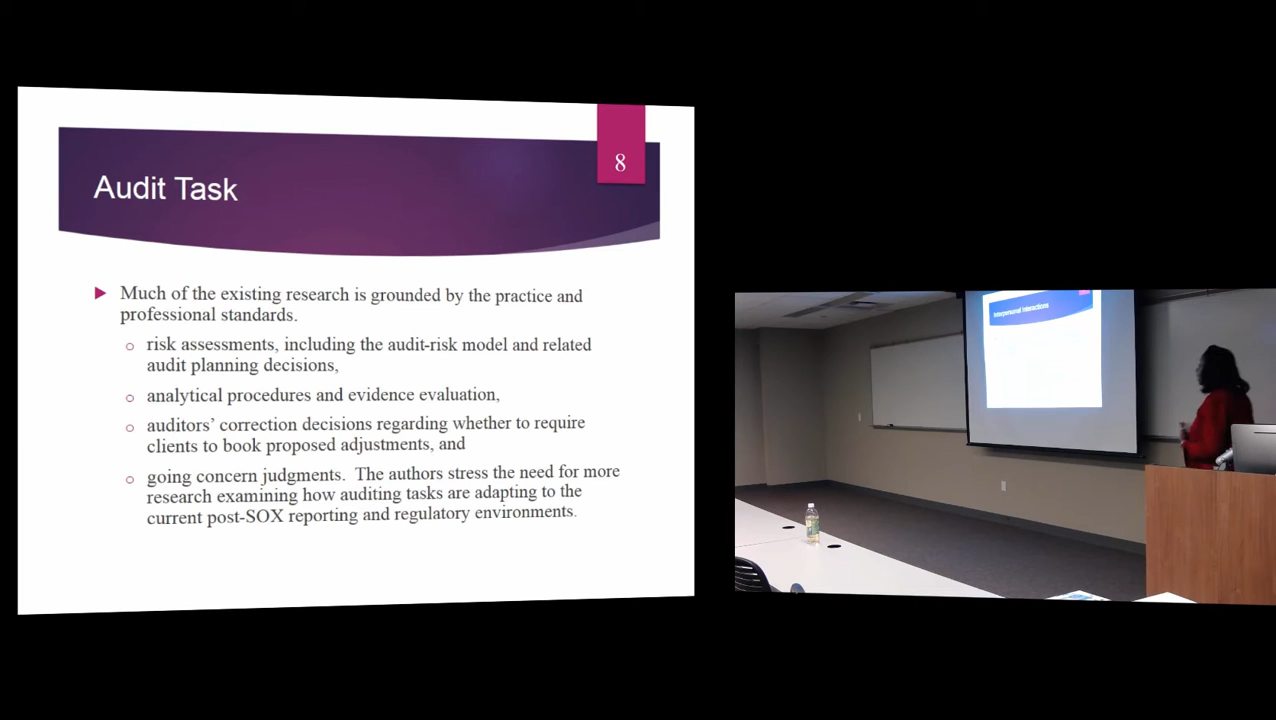 8
Audit Task
Much of the existing research is grounded by the practice and
professional standards.
risk assessments, including the audit-risk model and related
audit planning decisions,
analytical procedures and evidence evaluation,
auditors’ correction decisions regarding whether to require
clients to book proposed adjustments, and
going concern judgments.  The authors stress the need for more
research examining how auditing tasks are adapting to the
current post-SOX reporting and regulatory environments.
Interpersonal Interactions